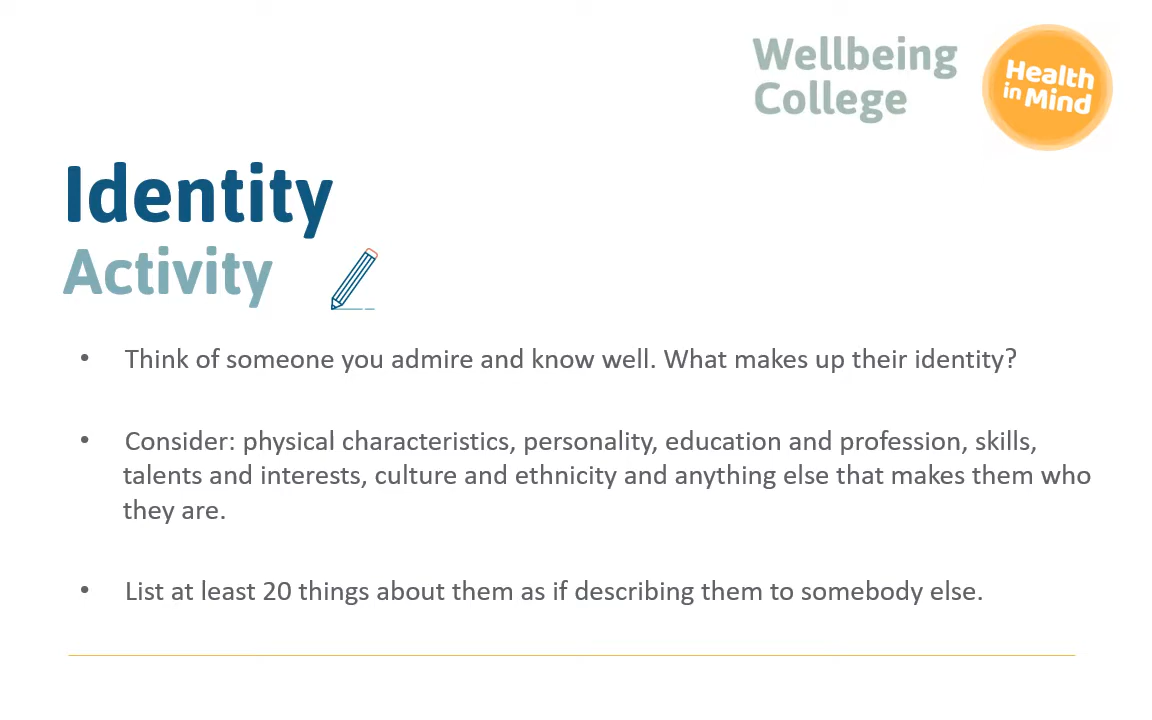 Wellbeing
College
Health
in Mind
Identity
Activity
• Think of someone you admire and know well. What makes up their identity?
• Consider: physical characteristics, personality, education and profession, skills,
talents and interests, culture and ethnicity and anything else that makes them who
they are.
• List at least 20 things about them as if describing them to somebody else.